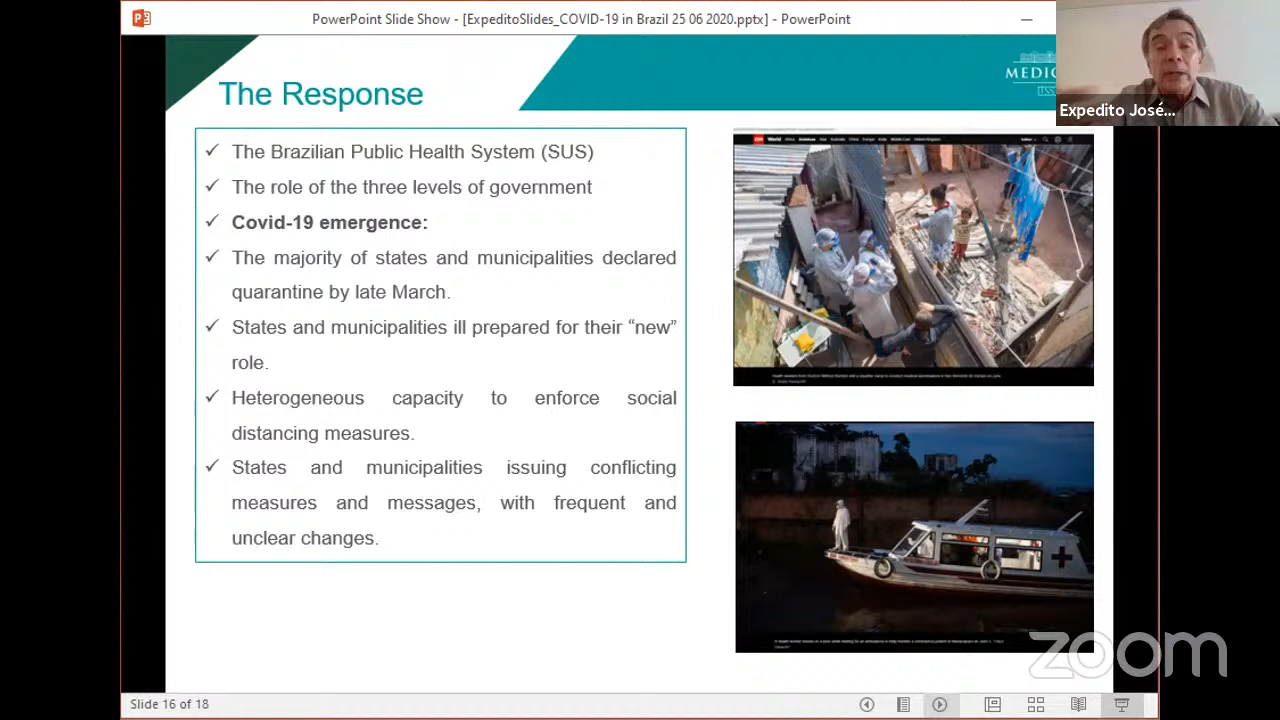 PowerPoint Slide Show - [ExpeditoSlides_COVID-19 in Brazil 25 06 2020.pptx] - PowerPoint
Expedito José...
The Response
✓ The Brazilian Public Health System (SUS)
✓ The role of the three levels of government
✓ Covid-19 emergence:
✓ The majority of states and municipalities declared
quarantine by late March.
✓ States and municipalities ill prepared for their “new”
role.
✓ Heterogeneous capacity to enforce social
distancing measures.
✓ States and municipalities issuing conflicting
measures and messages, with frequent and
unclear changes.
World
zoom
Slide 16 of 18